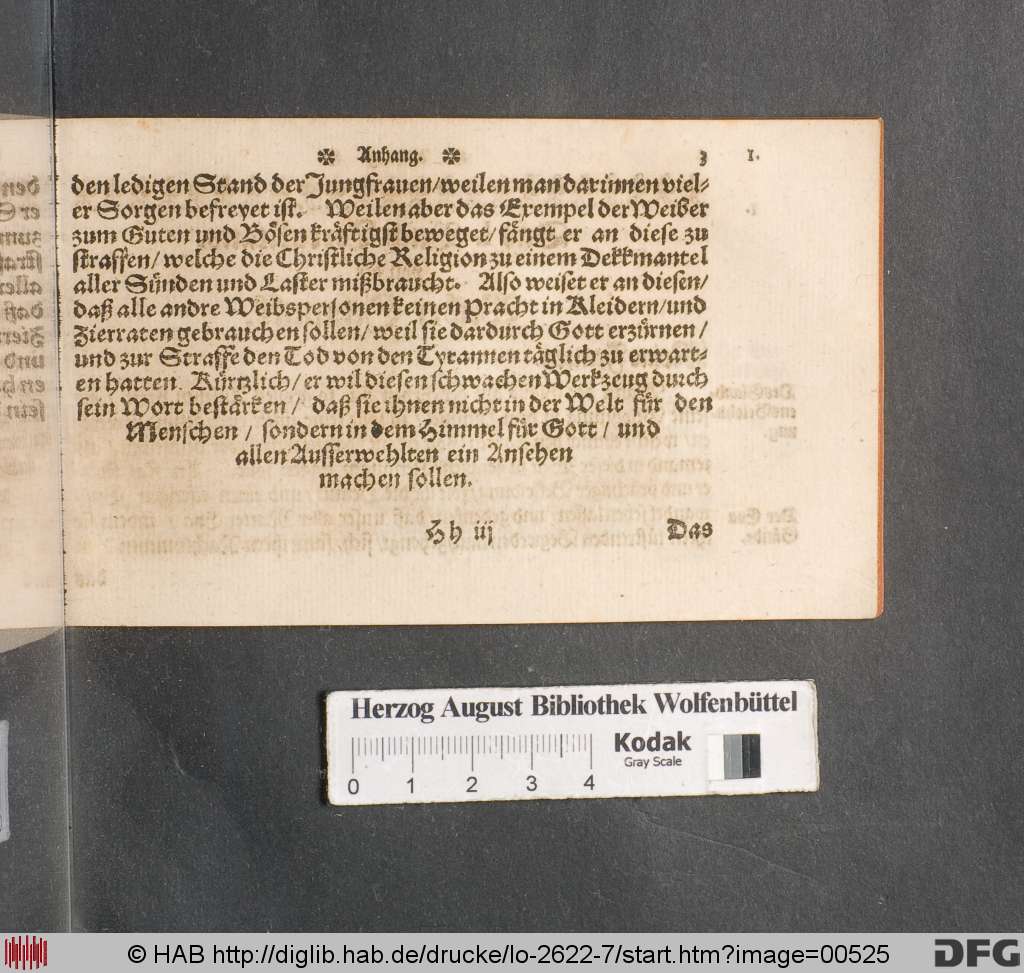 ✼ Anhang. ✼ 3 1.
den ledigen Stand der Jungfrauen/weilen man darinnen viel-
er Sorgen befreyet ist. Weilen aber das Exempel der Weiber
zum Guten und Bösen kräftigst beweget/ fängt er an diese zu
straffen/ welche die Christliche Religion zu einem Dekkmantel
aller Sünden und Laster mißbraucht. Also weiset er an diesen/
daß alle andre Weibspersonen keinen Pracht in Kleidern/und
Zierraten gebrauchen sollen/ weil sie dardurch Gott erzürnen/
und zur Straffe den Tod von den Tyrannen täglich zu erwart-
en hatten. Kürtzlich/ er wil diesen schwachen Werkzeug durch
sein Wort bestärken/ daß sie ihnen nicht in der Welt für den
Menschen/ sondern in dem Himmel für Gott/ und
allen Ausserwehlten ein Ansehen
machen sollen.
Hh iij Das
Herzog August Bibliothek Wolfenbüttel
Kodak
Gray Scale
0 1 2 3 4
© HAB http://diglib.hab.de/drucke/lo-2622-7/start.htm?image=00525
DFG